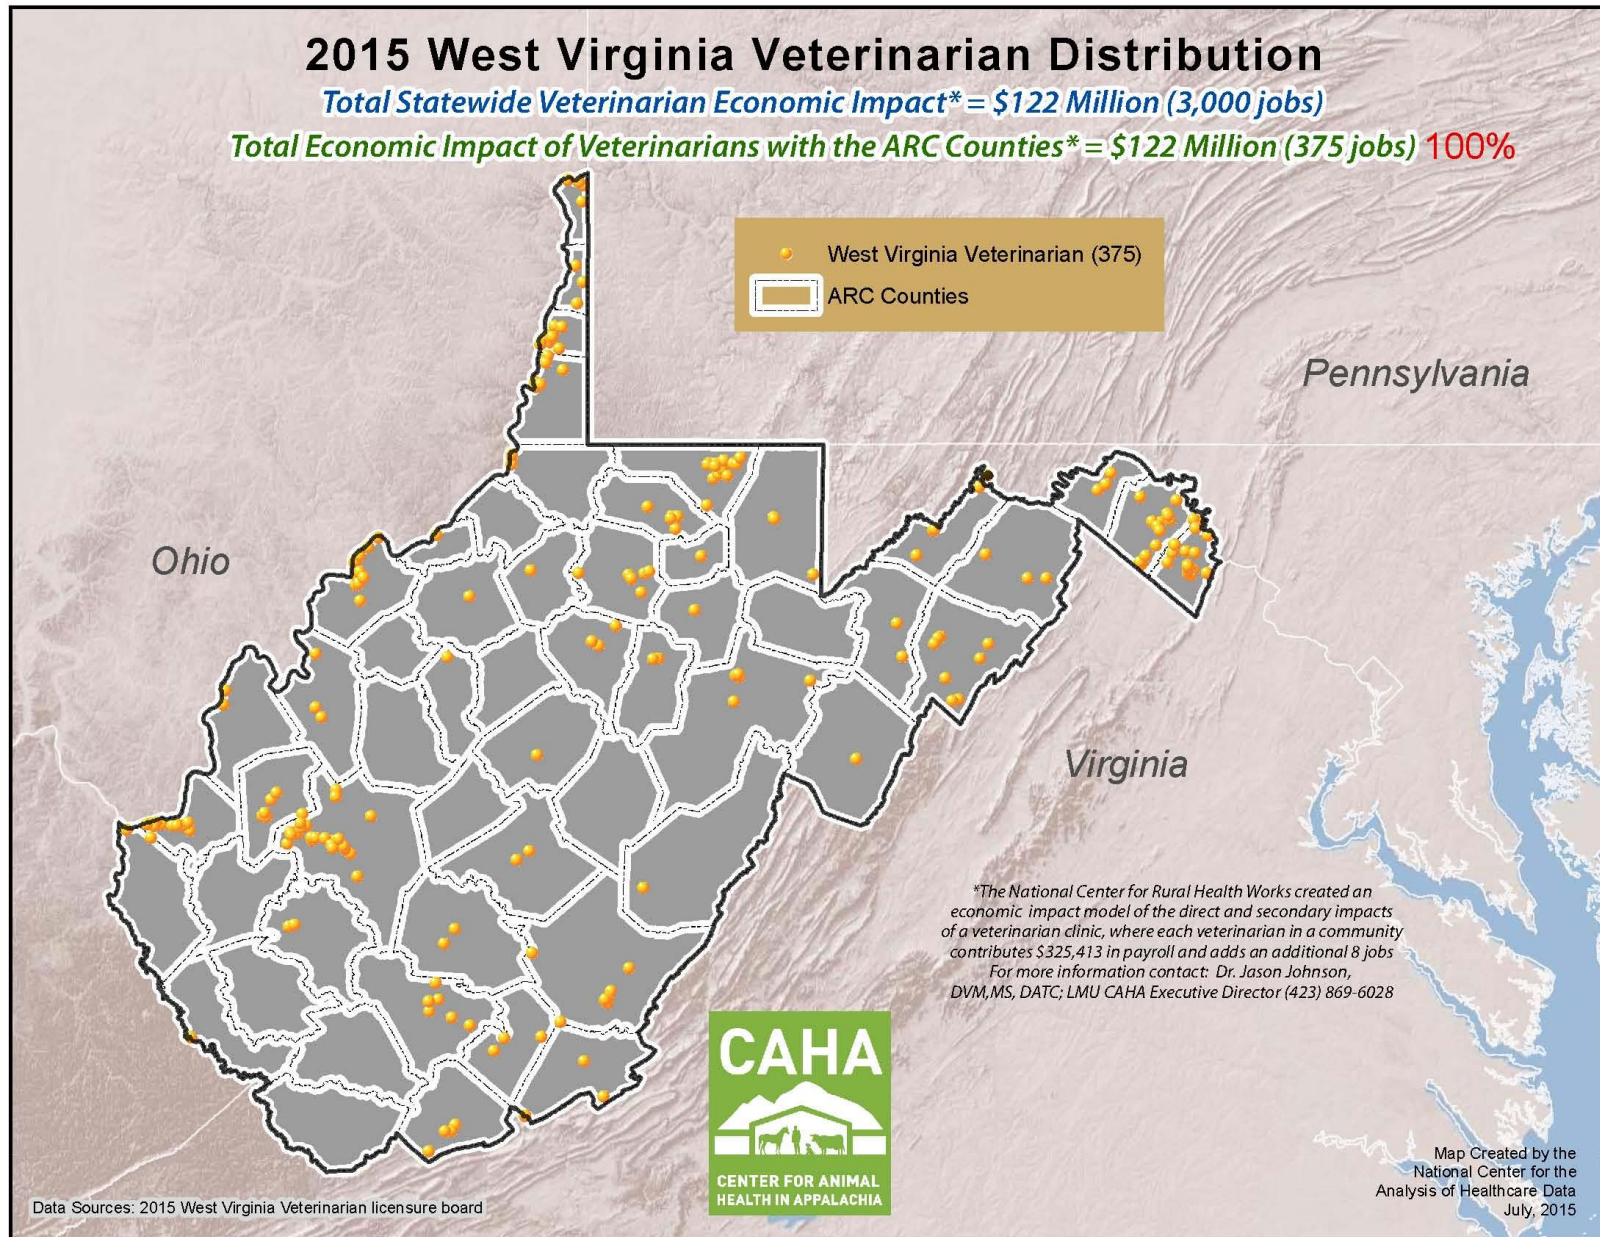 2015 West Virginia Veterinarian Distribution
Total Statewide Veterinarian Economic Impact* = $122 Million (3,000 jobs)
Total Economic Impact of Veterinarians with the ARC Counties* = $122 Million (375 jobs) 100%
West Virginia Veterinarian (375)
ARC Counties
Pennsylvania
Ohio
Virginia
*The National Center for Rural Health Works created an
economic impact model of the direct and secondary impacts
of a veterinarian clinic, where each veterinarian in a community
contributes $325,413 in payroll and adds an additional 8 jobs
For more information contact: Dr. Jason Johnson,
DVM,MS, DATC; LMU CAHA Executive Director (423) 869-6028
CAHA
CENTER FOR ANIMAL
HEALTH IN APPALACHIA
Map Created by the
National Center for the
Analysis of Healthcare Data
July, 2015
Data Sources: 2015 West Virginia Veterinarian licensure board